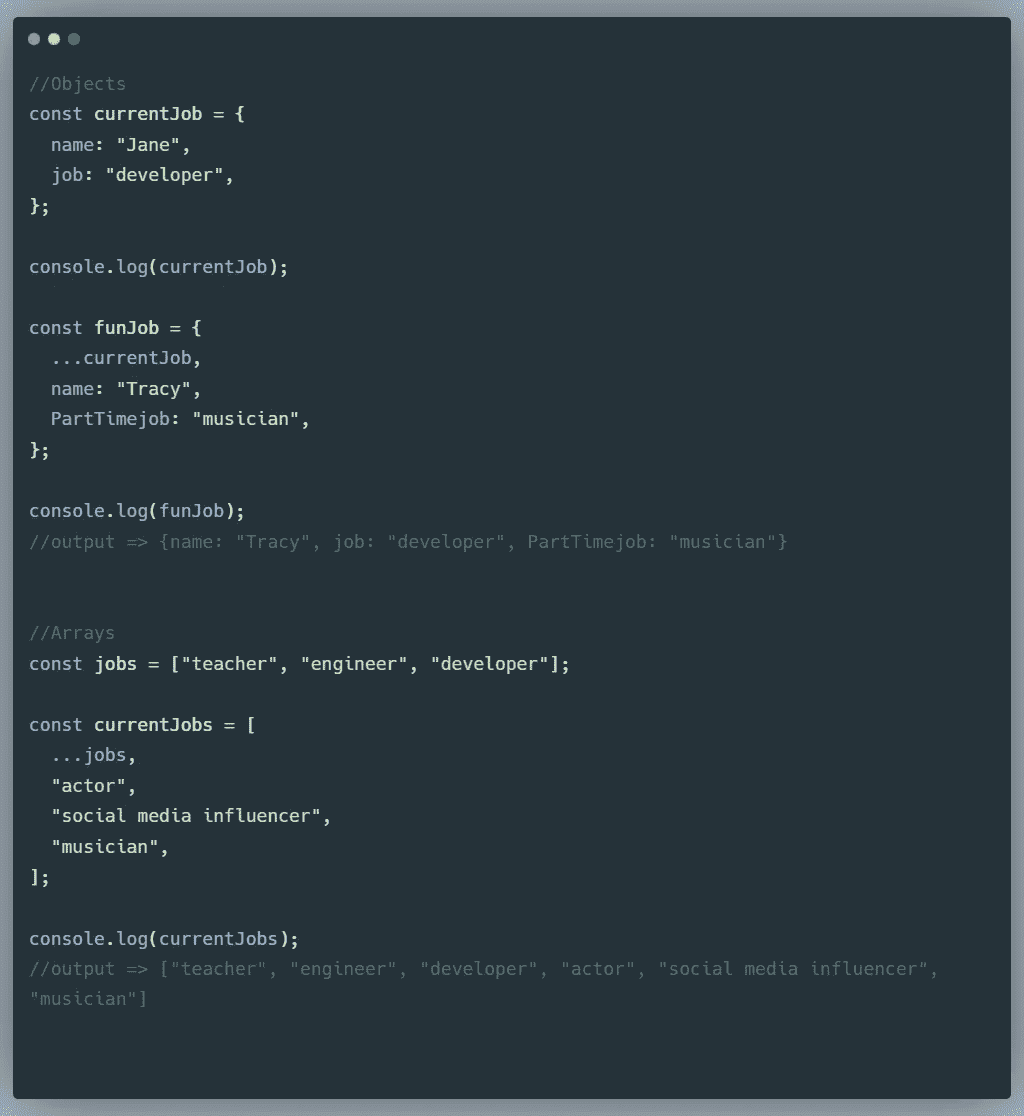 //Objects
const currentJob = {
  name: "Jane",
  job: "developer",
};

console.log(currentJob);

const funJob = {
  ...currentJob,
  name: "Tracy",
  PartTimejob: "musician",
};

console.log(funJob);
//output => {name: "Tracy", job: "developer", PartTimejob: "musician"}


//Arrays
const jobs = ["teacher", "engineer", "developer"];

const currentJobs = [
  ...jobs,
  "actor",
  "social media influencer",
  "musician",
];

console.log(currentJobs);
//output => ["teacher", "engineer", "developer", "actor", "social media influencer",
"musician"]